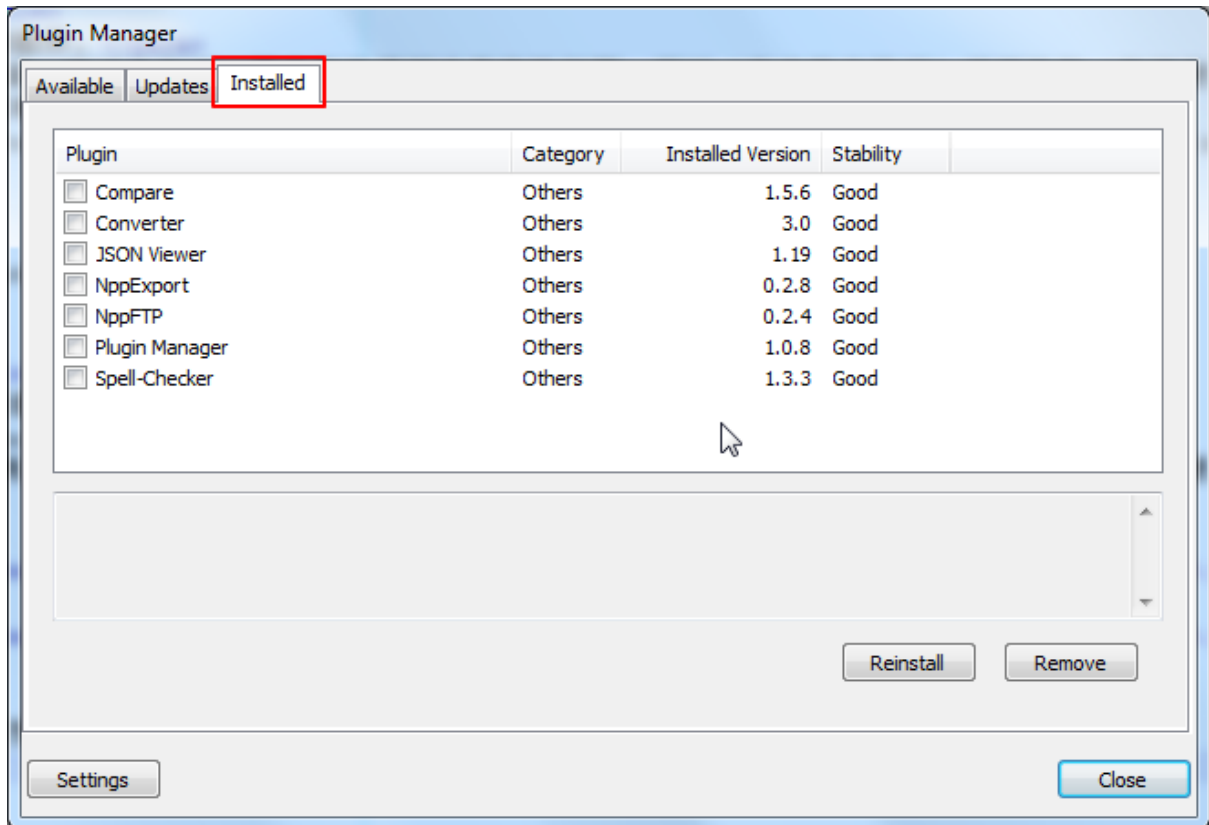 Plugin Manager
Available Updates Installed
Plugin Category Installed Version Stability
Compare Others 1.5.6 Good
Converter Others 3.0 Good
JSON Viewer Others 1.19 Good
NppExport Others 0.2.8 Good
NppFTP Others 0.2.4 Good
Plugin Manager Others 1.0.8 Good
Spell-Checker Others 1.3.3 Good
Reinstall Remove
Settings Close